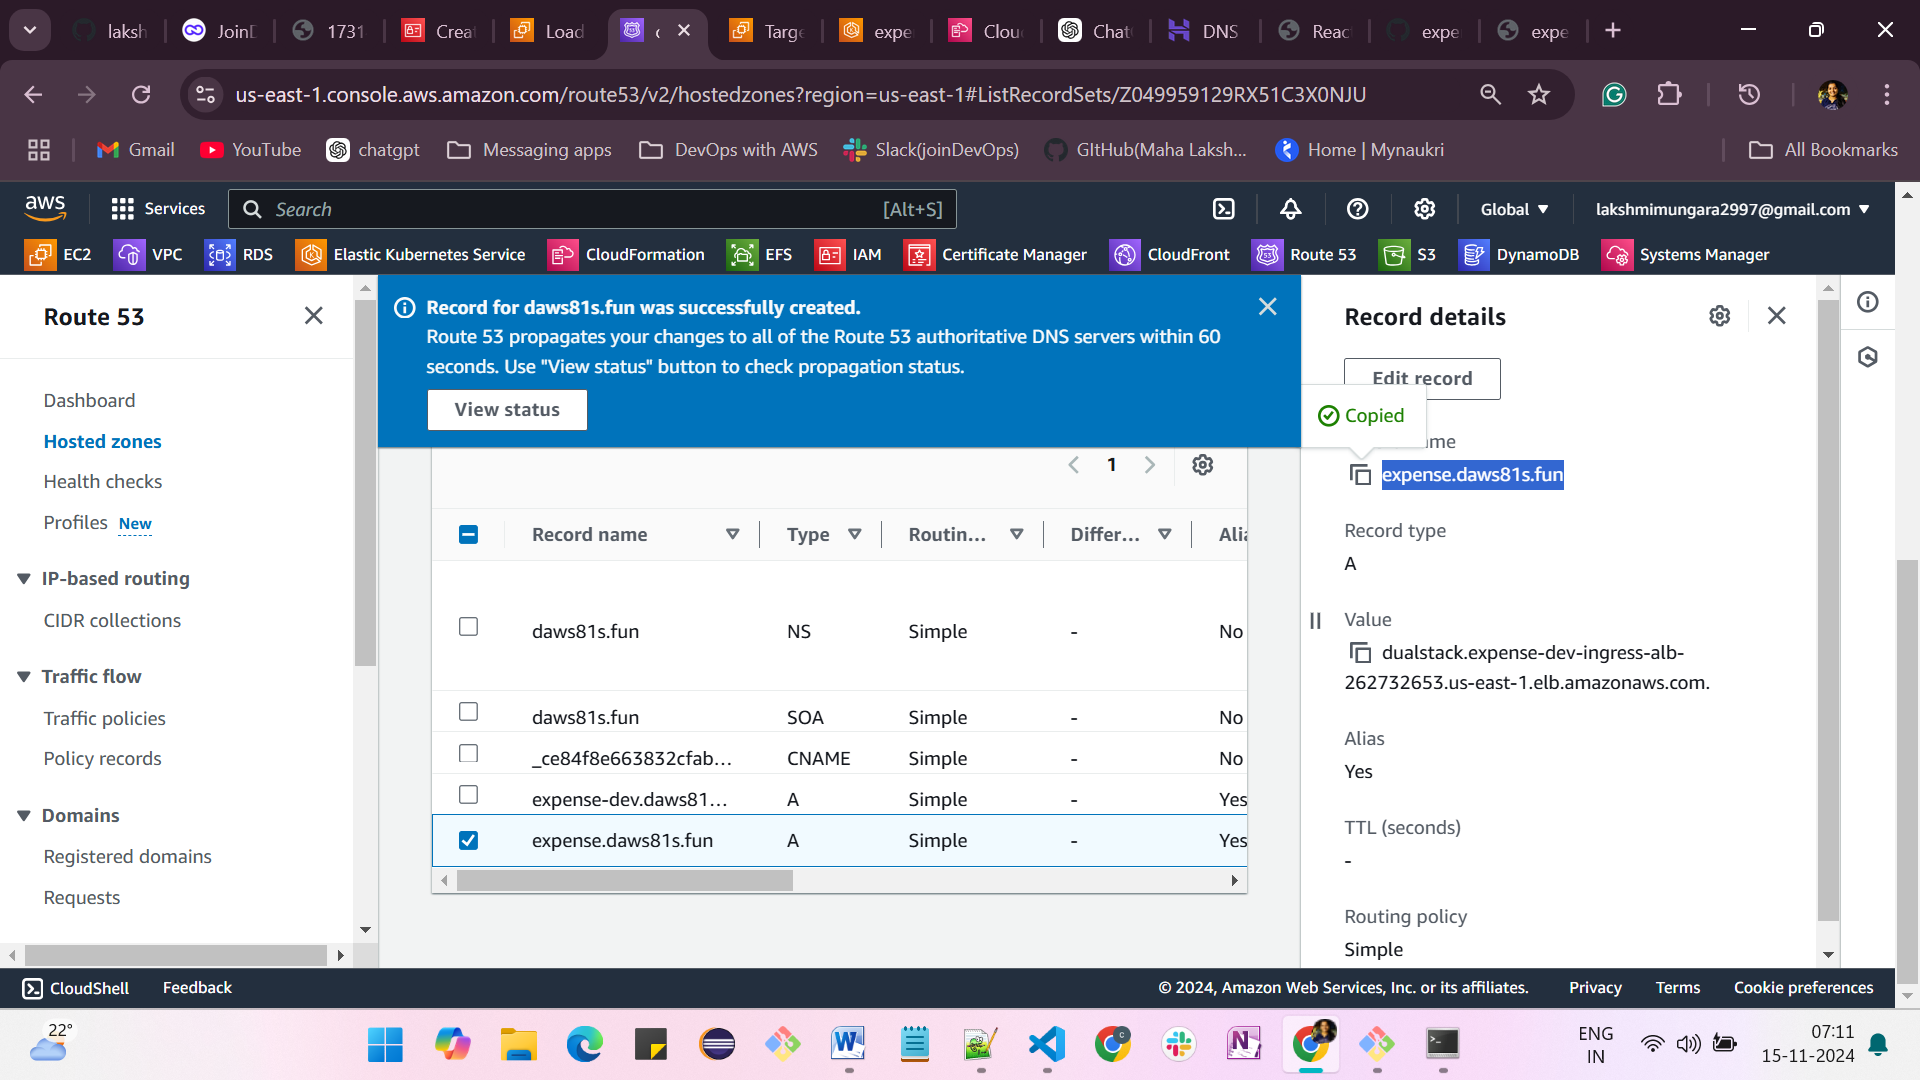 laksh
JoinD
1731
Crea
Load
Targe
expe
Clou
Chat
DNS
Reac
expe
expe
us-east-1.console.aws.amazon.com/route53/v2/hostedzones?region=us-east-1#ListRecordSets/Z049959129RX51C3X0NJU
Gmail
YouTube
chatgpt
Messaging apps
DevOps with AWS
Slack(joinDevOps)
GItHub(Maha Laksh...
Home | Mynaukri
All Bookmarks
aws
Services
Search
[Alt+S]
Global
lakshmimungara2997@gmail.com
EC2
VPC
RDS
Elastic Kubernetes Service
CloudFormation
EFS
IAM
Certificate Manager
CloudFront
Route 53
S3
DynamoDB
Systems Manager
Route 53
Dashboard
Hosted zones
Health checks
Profiles New
IP-based routing
CIDR collections
Traffic flow
Traffic policies
Policy records
Domains
Registered domains
Requests
Record for daws81s.fun was successfully created.
Route 53 propagates your changes to all of the Route 53 authoritative DNS servers within 60
seconds. Use "View status" button to check propagation status.
View status
1
Record name
Type
Routin...
Differ...
Alia
daws81s.fun NS Simple - No
daws81s.fun SOA Simple - No
_ce84f8e663832cfab... CNAME Simple - No
expense-dev.daws81... A Simple - Yes
expense.daws81s.fun A Simple - Yes
Record details
Edit record
Copied
me
expense.daws81s.fun
Record type
A
Value
dualstack.expense-dev-ingress-alb-
262732653.us-east-1.elb.amazonaws.com.
Alias
Yes
TTL (seconds)
-
Routing policy
Simple
CloudShell
Feedback
© 2024, Amazon Web Services, Inc. or its affiliates.
Privacy
Terms
Cookie preferences
22°
ENG
IN
07:11
15-11-2024